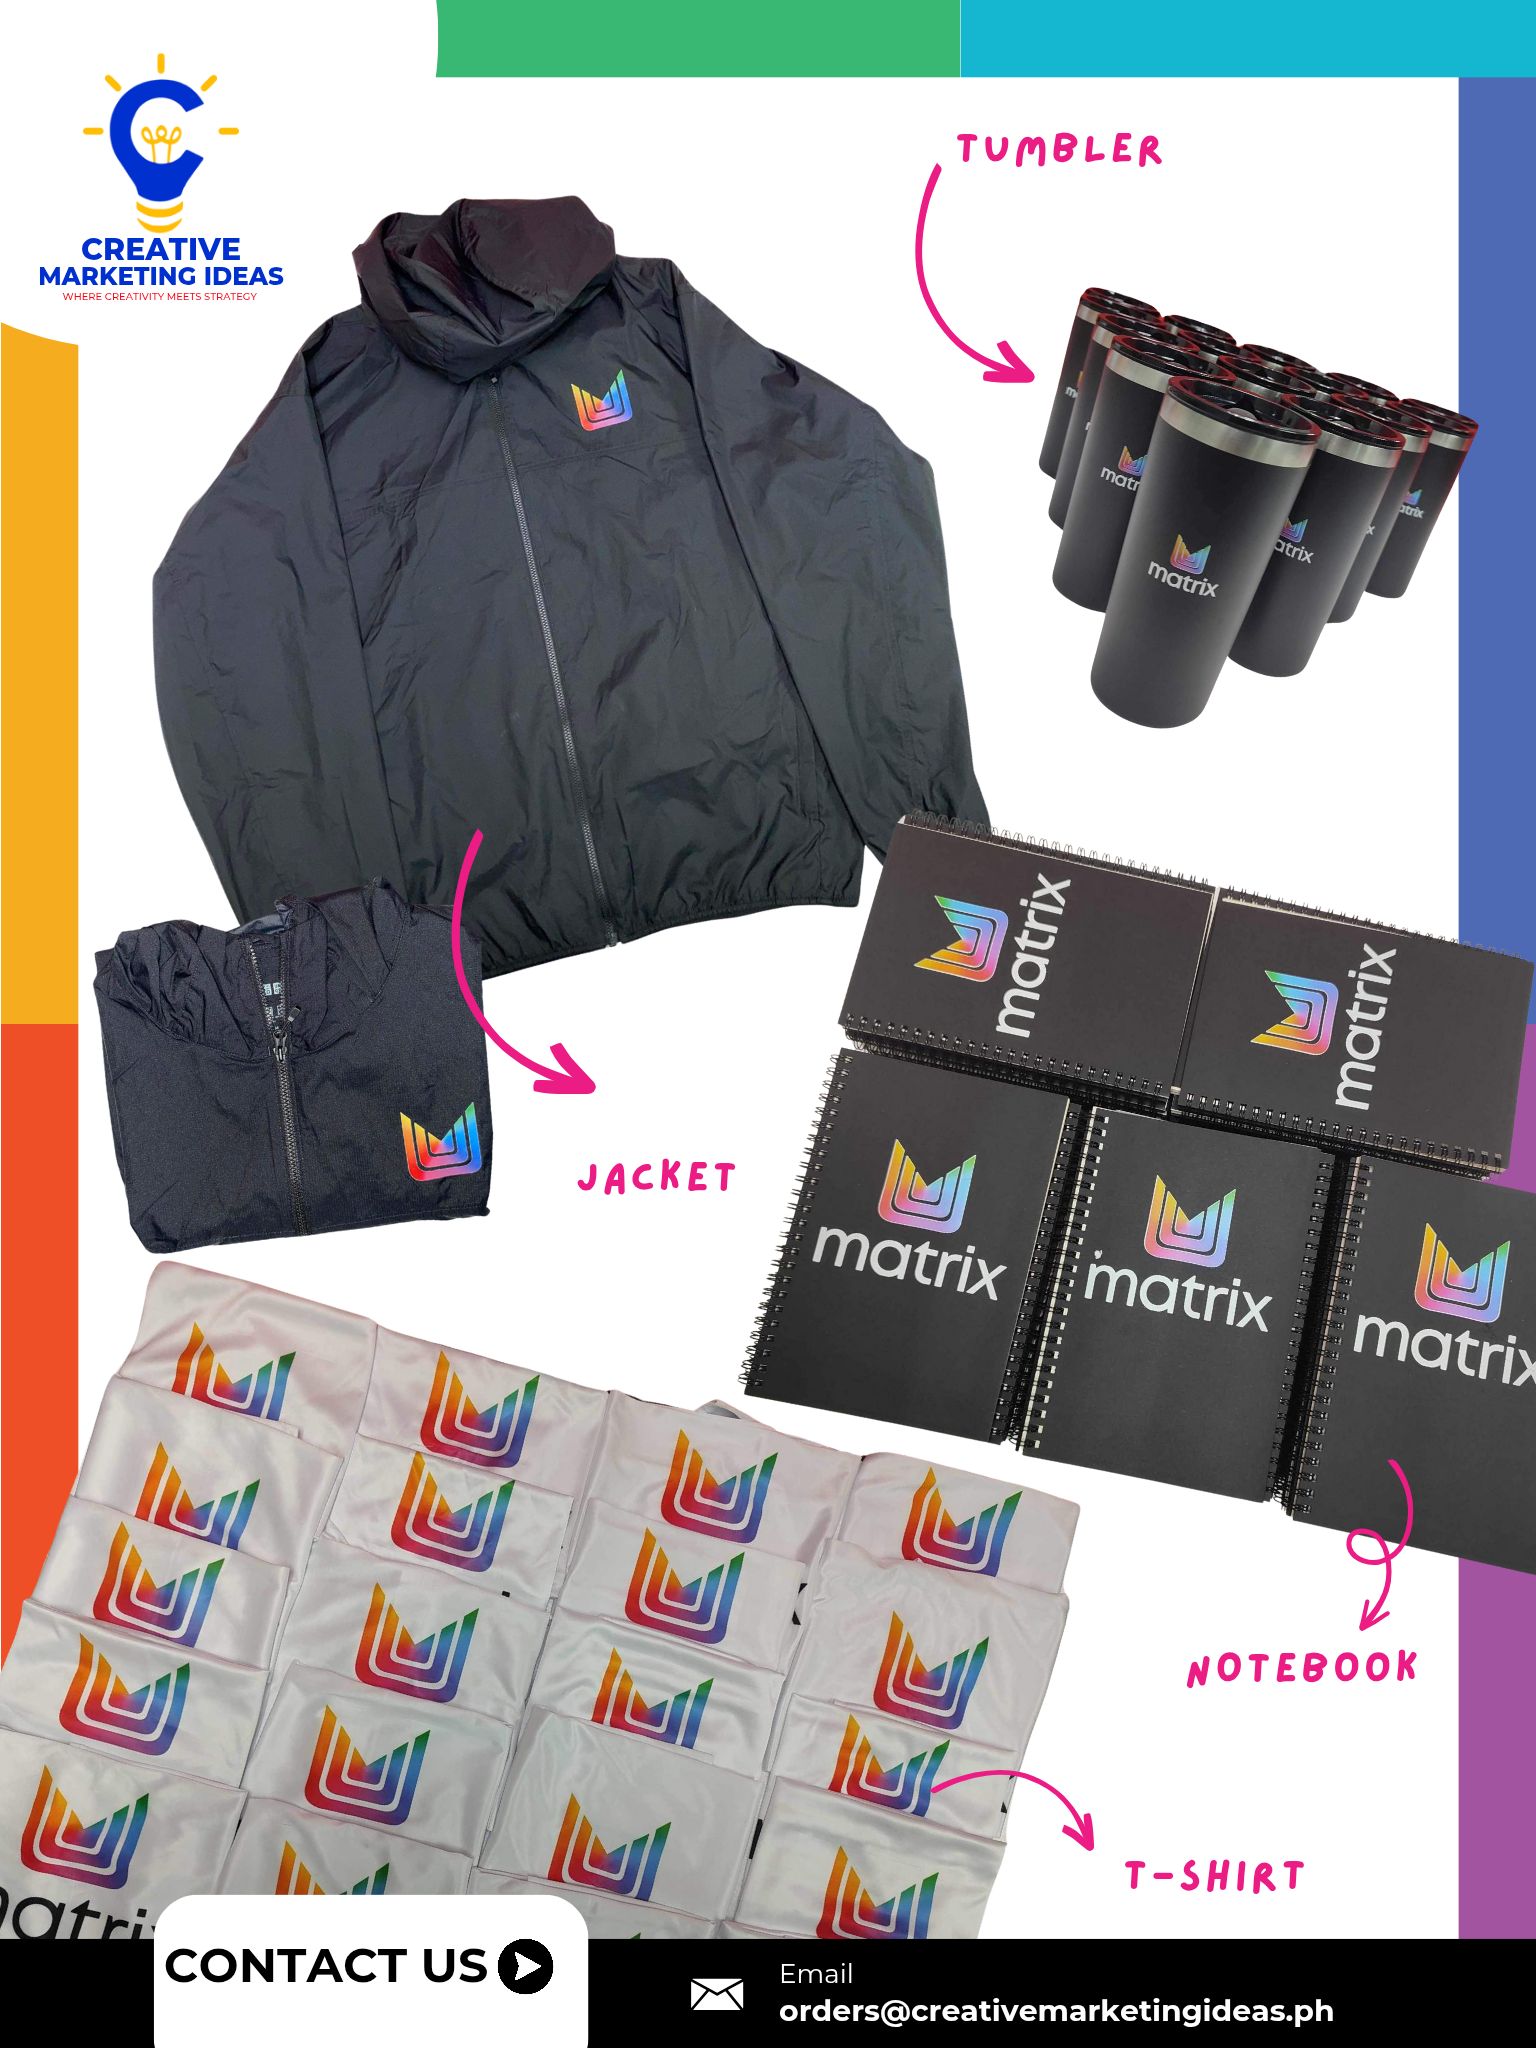 CREATIVE
MARKETING IDEAS
WHERE CREATIVITY MEETS STRATEGY
TUMBLER
matrix
matrix
matrix
matrix
matrix
matrix
matrix
JACKET
NOTEBOOK
T-SHIRT
CONTACT US
Email
orders@creativemarketingideas.ph